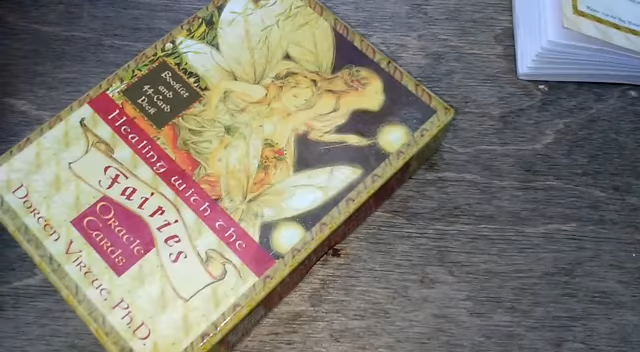 Booklet
and
44-Card
Deck
Healing with the
Fairies
Oracle
Cards
Doreen Virtue, Ph.D.